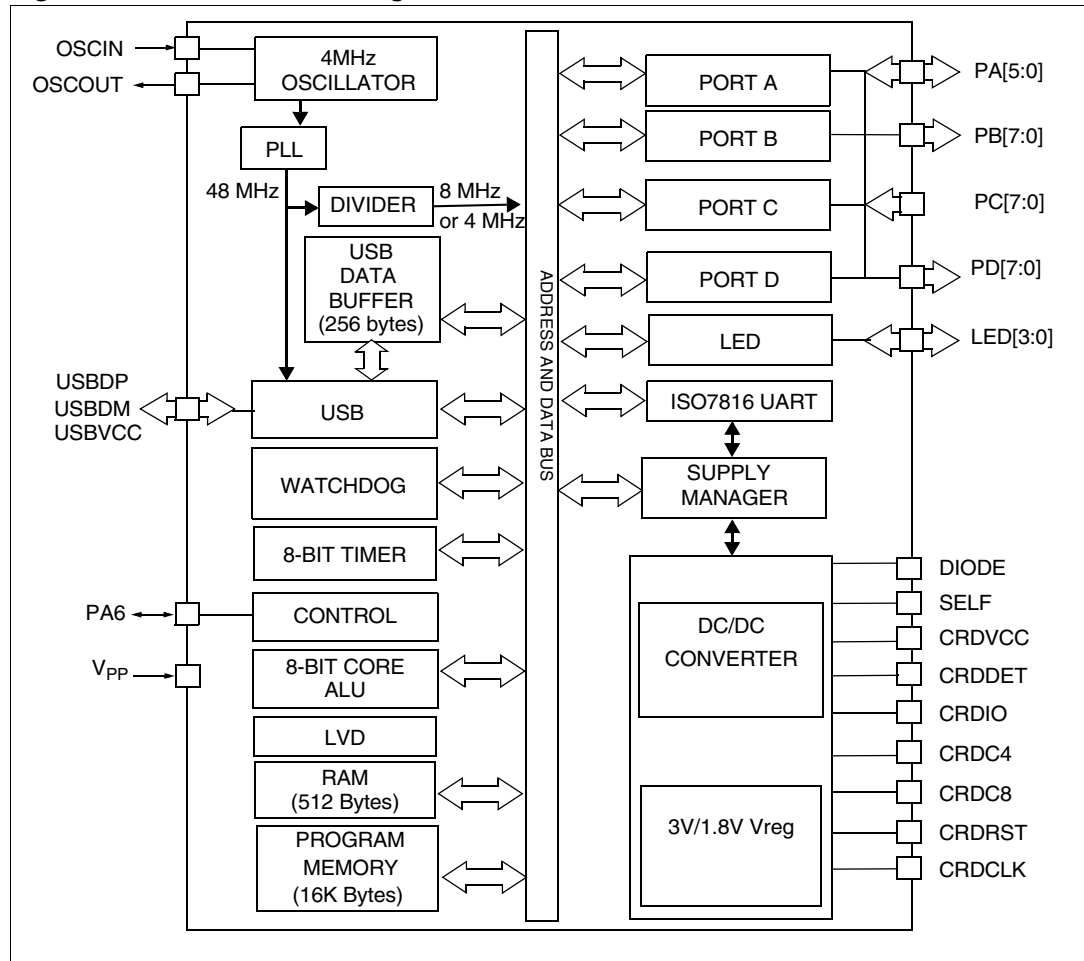 OSCIN
OSCOUT
4MHz
OSCILLATOR
PLL
48 MHz
DIVIDER
8 MHz
or 4 MHz
USB
DATA
BUFFER
(256 bytes)
USBDP
USBDM
USBVCC
USB
WATCHDOG
8-BIT TIMER
PA6
CONTROL
VPP
8-BIT CORE
ALU
LVD
RAM
(512 Bytes)
PROGRAM
MEMORY
(16K Bytes)
ADDRESS AND DATA BUS
PORT A
PA[5:0]
PORT B
PB[7:0]
PORT C
PC[7:0]
PORT D
PD[7:0]
LED
LED[3:0]
ISO7816 UART
SUPPLY
MANAGER
DC/DC
CONVERTER
3V/1.8V Vreg
DIODE
SELF
CRDVCC
CRDDET
CRDIO
CRDC4
CRDC8
CRDRST
CRDCLK